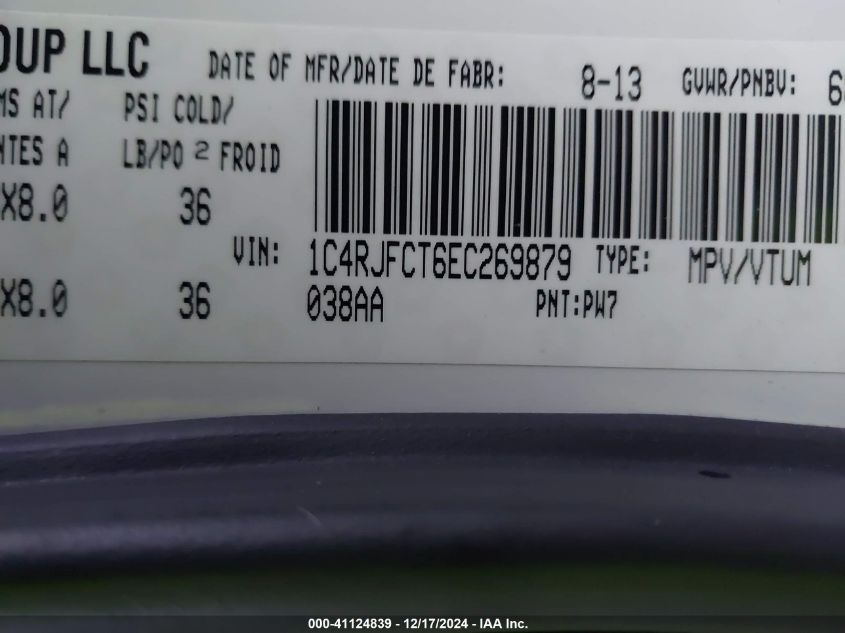 OUP LLC DATE OF MFR/DATE DE FABR: 8-13 GVWR/PNBV:
AT/ PSI COLD/
A LB/PO 2 FROID
X8.0 36
VIN: 1C4RJFCT6EC269879 TYPE: MPV/VTUM
X8.0 36 038AA PNT:PW7
000-41124839 - 12/17/2024 - IAA Inc.